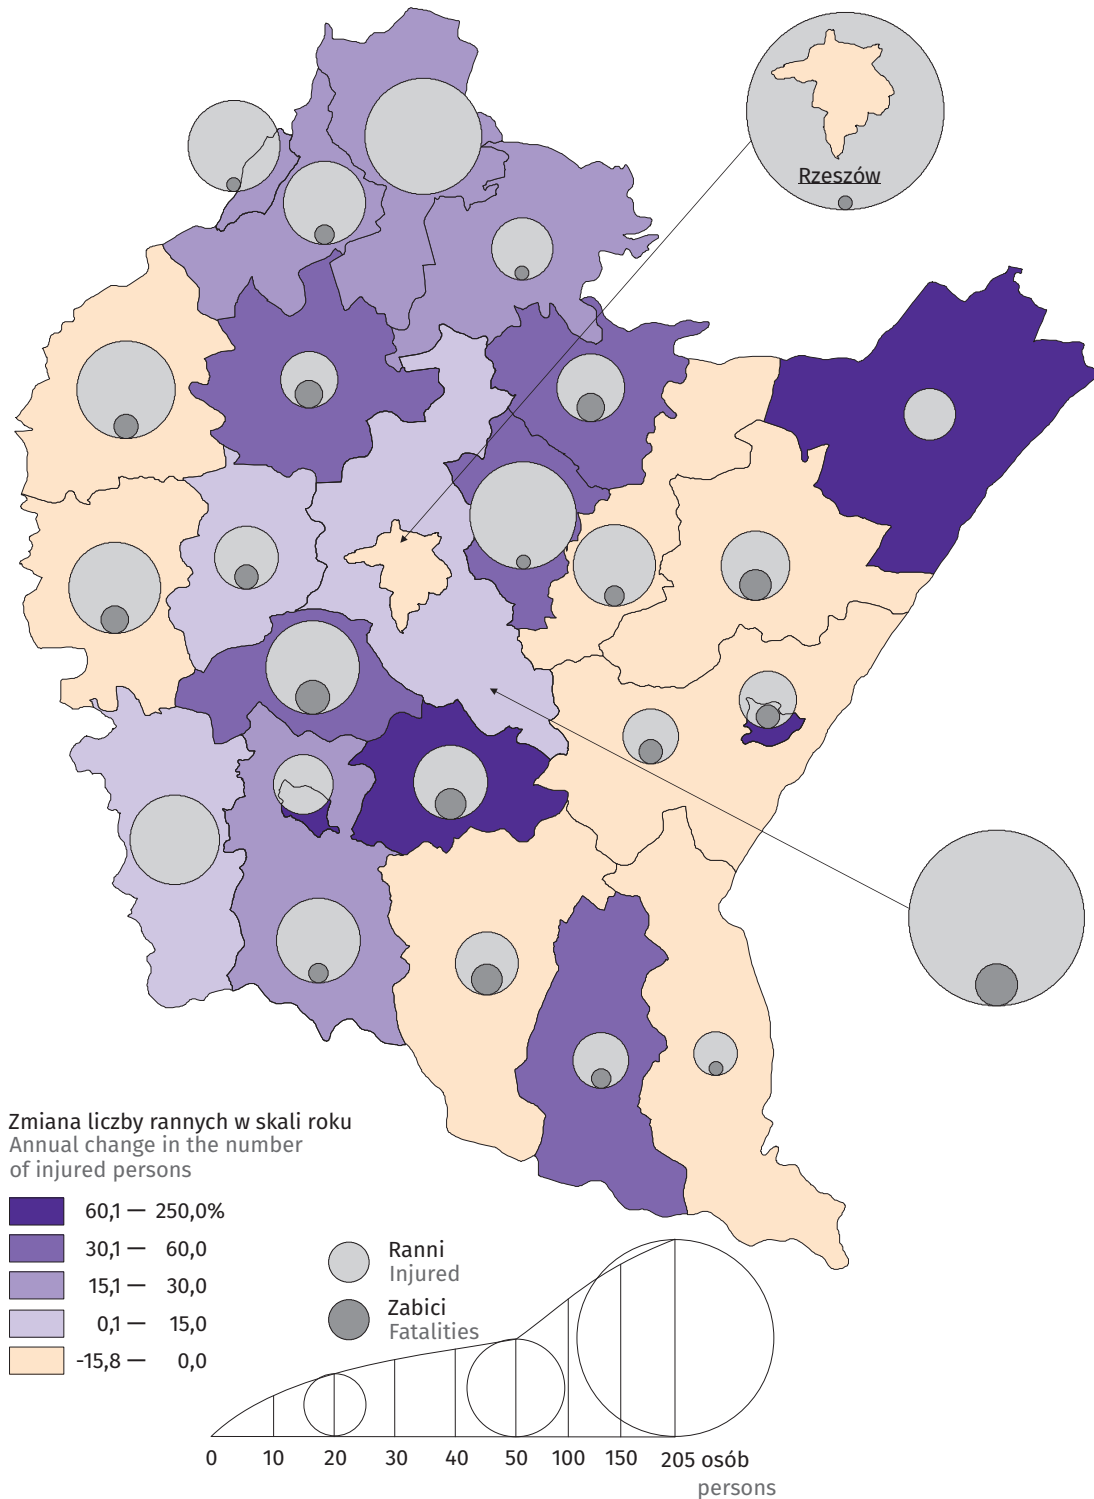 Rzeszów
Zmiana liczby rannych w skali roku
Annual change in the number
of injured persons
60,1 — 250,0%
30,1 — 60,0
15,1 — 30,0
0,1 — 15,0
-15,8 — 0,0
Ranni
Injured
Zabici
Fatalities
0 10 20 30 40 50 100 150 205 osób
persons